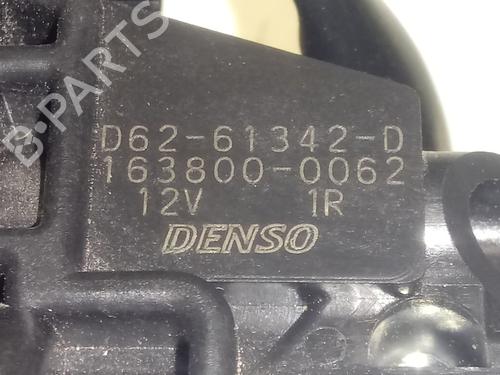 B-PARTS
D62-61342-D
163800-0062
12V 1R
DENSO